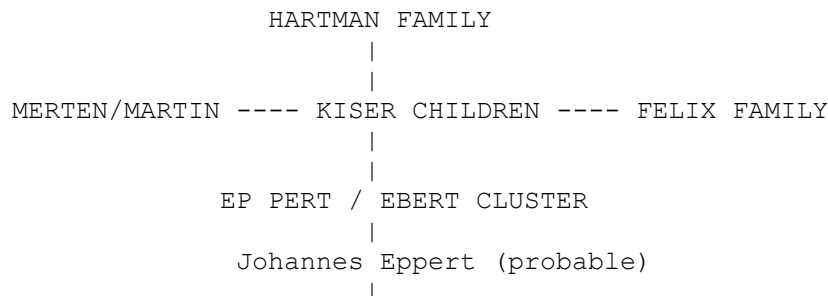 HARTMAN FAMILY
|
|
MERTEN/MARTIN ---- KISER CHILDREN ---- FELIX FAMILY
|
|
EP PERT / EBERT CLUSTER
|
Johannes Eppert (probable)
|